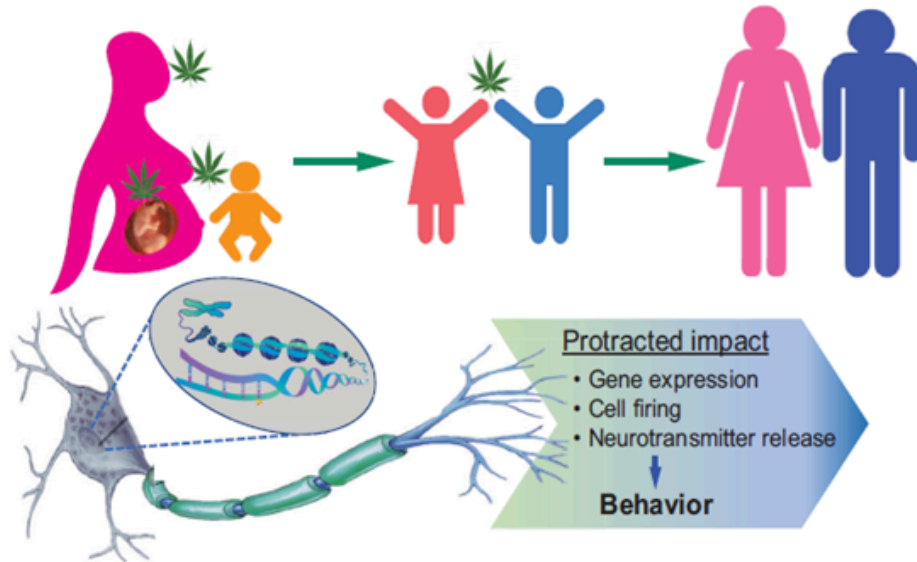 Protracted impact
• Gene expression
• Cell firing
• Neurotransmitter release
Behavior